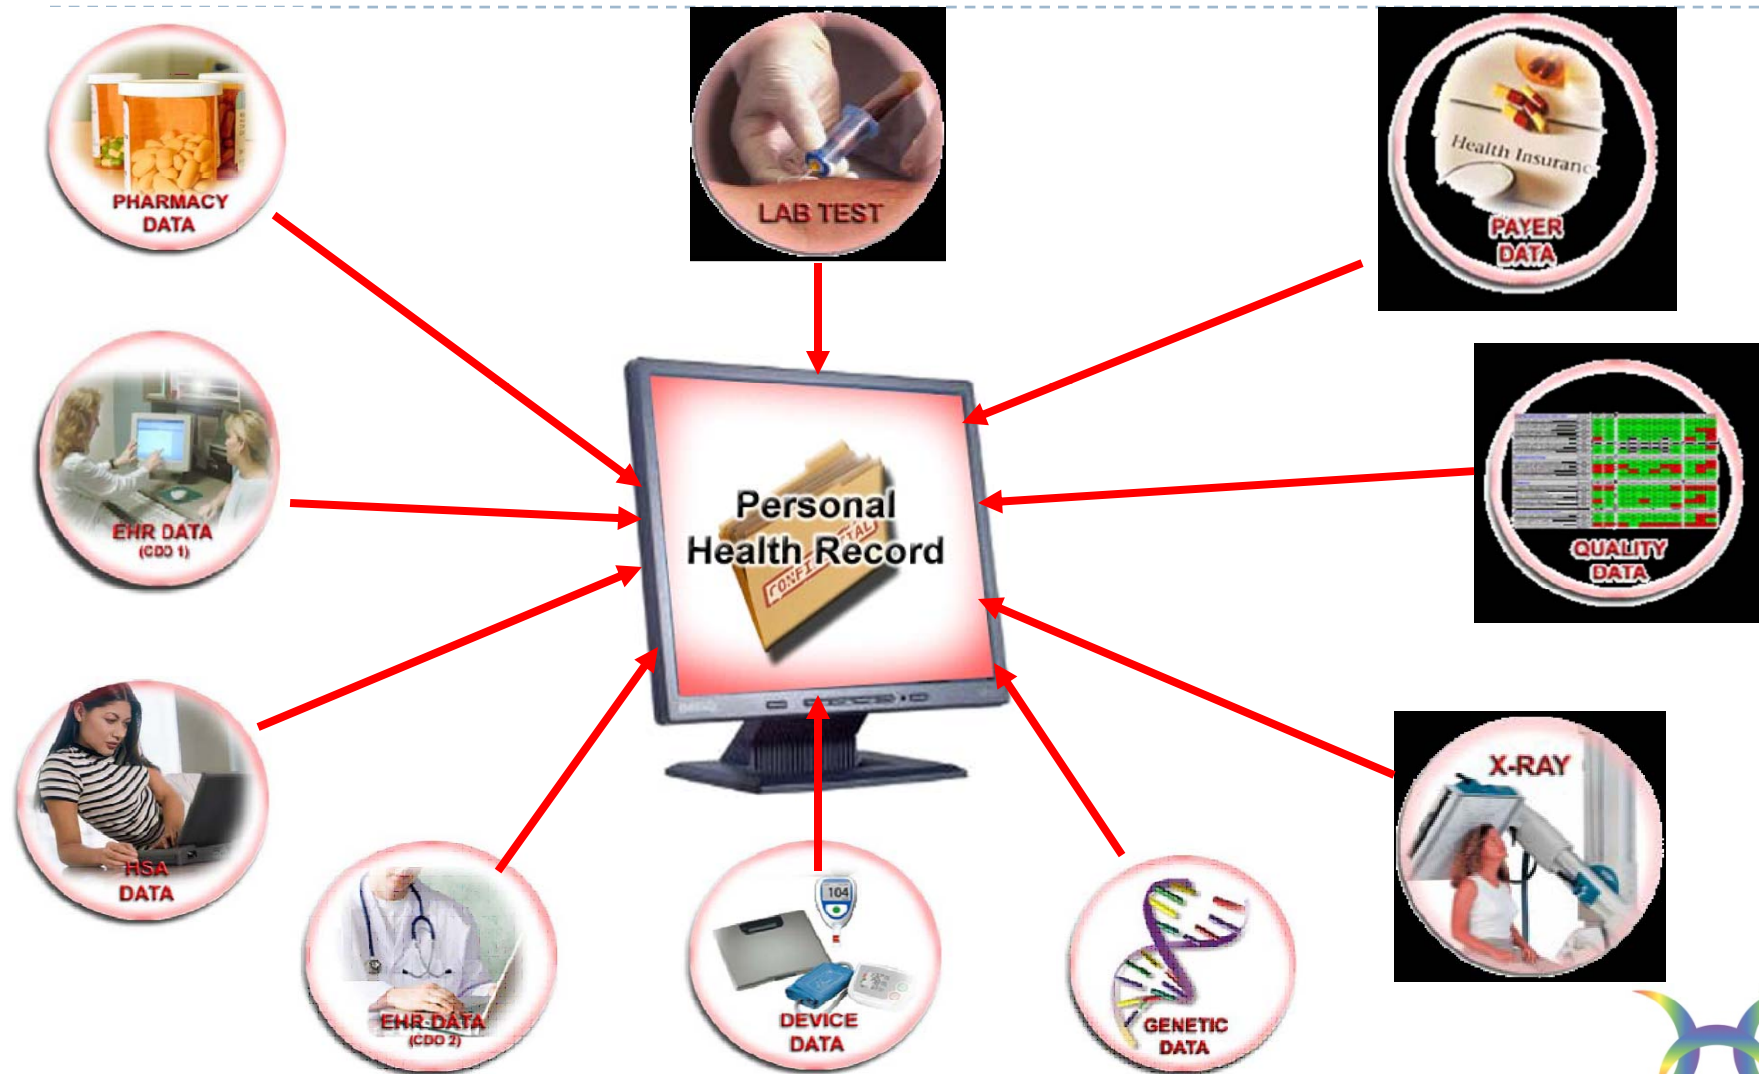 PHARMACY
DATA
LAB TEST
Health Insuranc
PAYER
DATA
EHR DATA
(CDO 1)
Personal
Health Record
QUALITY
DATA
HSA
DATA
X-RAY
EHR DATA
(CDO 2)
104
DEVICE
DATA
GENETIC
DATA